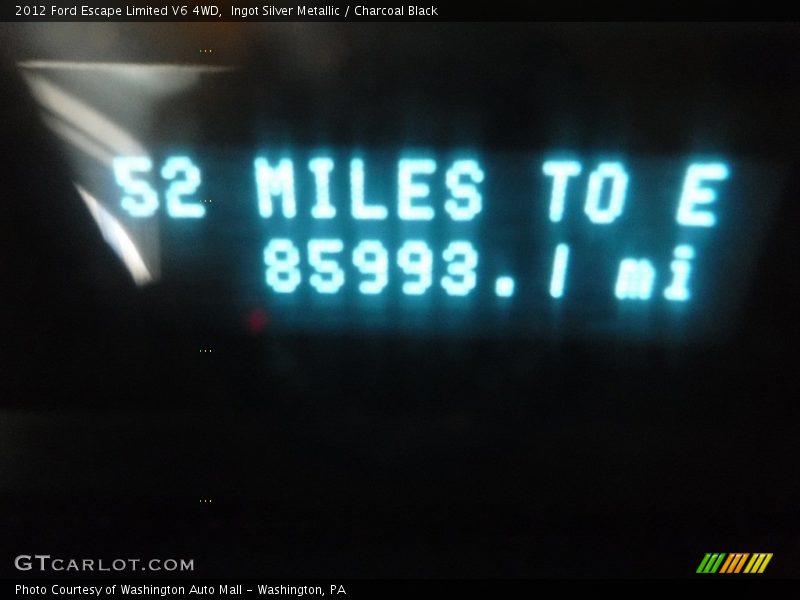 2012 Ford Escape Limited V6 4WD, Ingot Silver Metallic / Charcoal Black
52 MILES TO E
85993.1 mi
GTCARLOT.COM
Photo Courtesy of Washington Auto Mall - Washington, PA